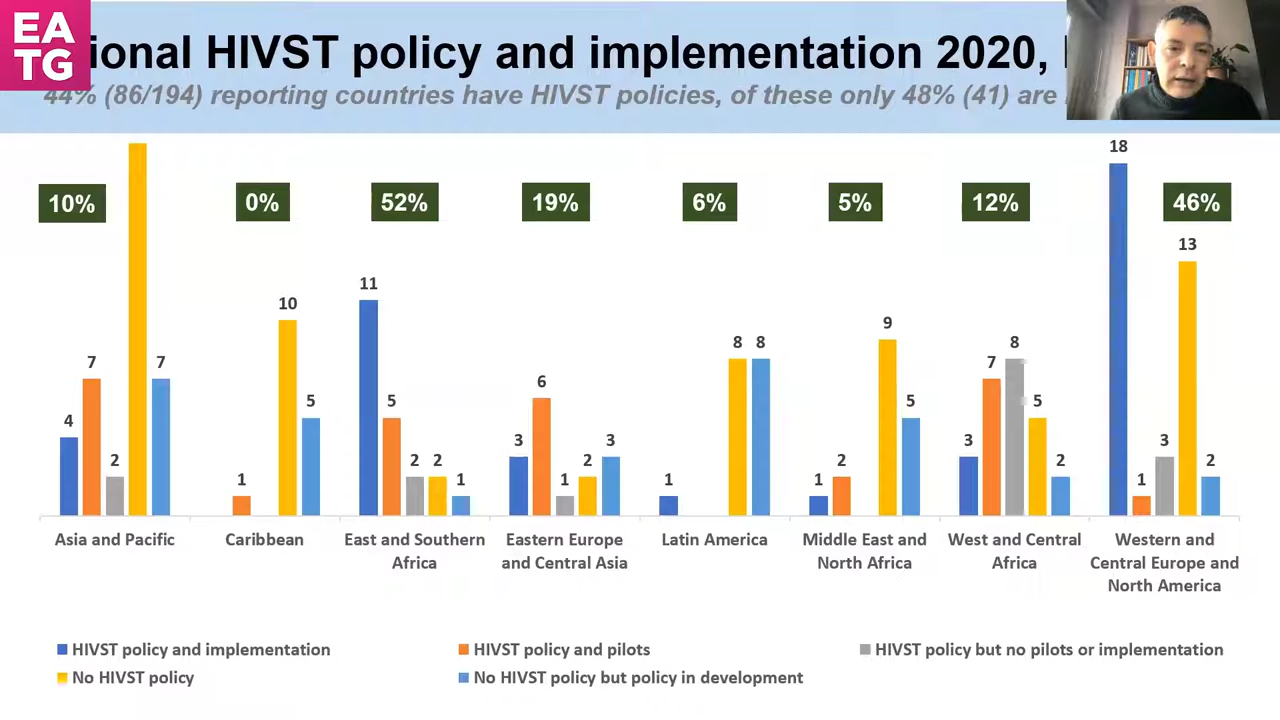 EA
TG
ional HIVST policy and implementation 2020,
44% (86/194) reporting countries have HIVST policies, of these only 48% (41) are
10% 0% 52% 19% 6% 5% 12% 46%
4 7 2 7
1 10 5
11 5 2 2 1
3 6 1 2 3
1 8 8
1 2 9 5
3 7 8 5 2
18 1 3 13 2
Asia and Pacific
Caribbean
East and Southern
Africa
Eastern Europe
and Central Asia
Latin America
Middle East and
North Africa
West and Central
Africa
Western and
Central Europe and
North America
HIVST policy and implementation
HIVST policy and pilots
HIVST policy but no pilots or implementation
No HIVST policy
No HIVST policy but policy in development